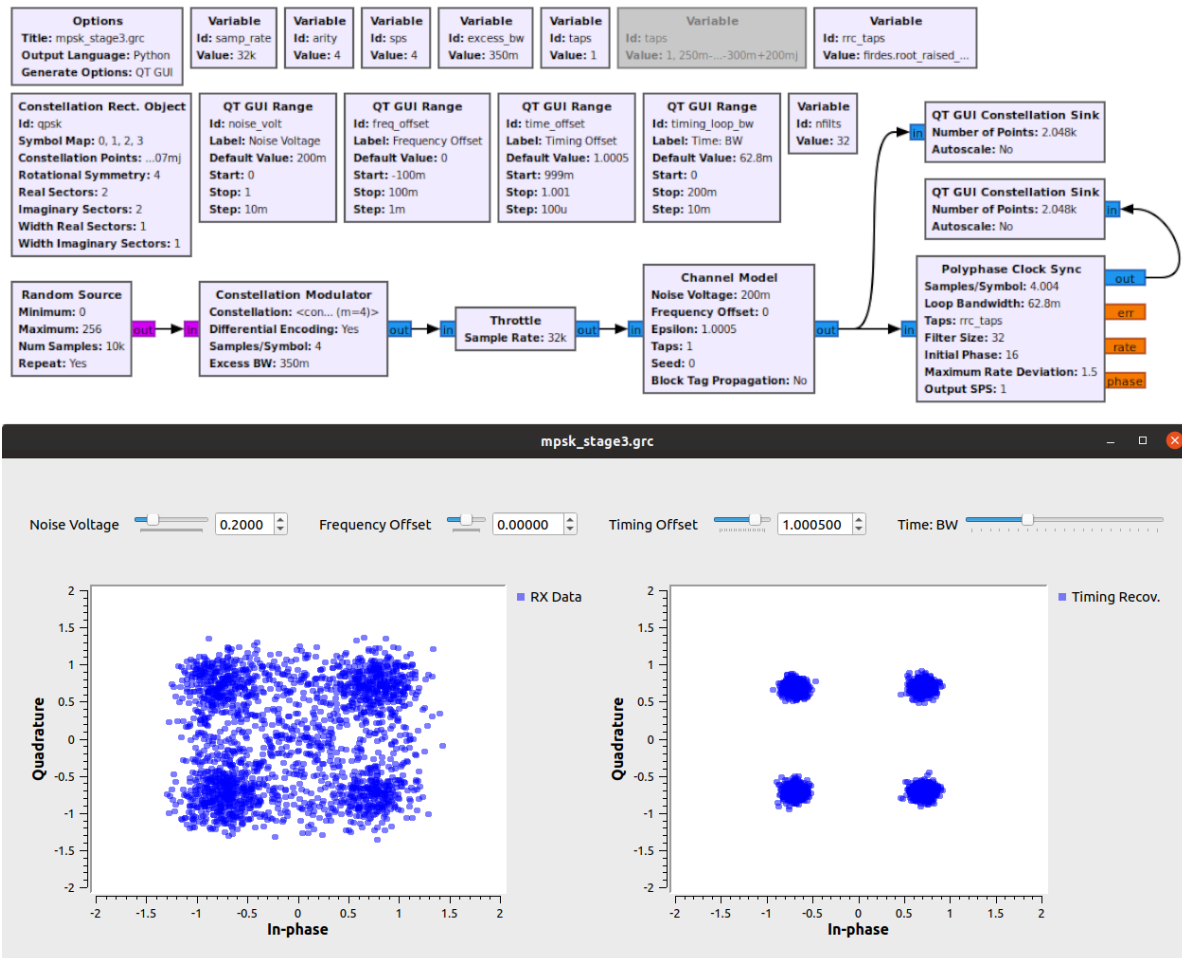 Options
Title: mpsk_stage3.grc
Output Language: Python
Generate Options: QT GUI
Variable
Id: samp_rate
Value: 32k
Variable
Id: arity
Value: 4
Variable
Id: sps
Value: 4
Variable
Id: excess_bw
Value: 350m
Variable
Id: taps
Value: 1
Variable
Id: taps
Value: 1, 250m-...-300m+200mj
Variable
Id: rrc_taps
Value: firdes.root_raised_...
Constellation Rect. Object
Id: qpsk
Symbol Map: 0, 1, 2, 3
Constellation Points: ...07mj
Rotational Symmetry: 4
Real Sectors: 2
Imaginary Sectors: 2
Width Real Sectors: 1
Width Imaginary Sectors: 1
QT GUI Range
Id: noise_volt
Label: Noise Voltage
Default Value: 200m
Start: 0
Stop: 1
Step: 10m
QT GUI Range
Id: freq_offset
Label: Frequency Offset
Default Value: 0
Start: -100m
Stop: 100m
Step: 1m
QT GUI Range
Id: time_offset
Label: Timing Offset
Default Value: 1.0005
Start: 999m
Stop: 1.001
Step: 100u
QT GUI Range
Id: timing_loop_bw
Label: Time: BW
Default Value: 62.8m
Start: 0
Stop: 200m
Step: 10m
Variable
Id: nfilts
Value: 32
in
QT GUI Constellation Sink
Number of Points: 2.048k
Autoscale: No
QT GUI Constellation Sink
Number of Points: 2.048k
Autoscale: No
in
Random Source
Minimum: 0
Maximum: 256
Num Samples: 10k
Repeat: Yes
out
in
Constellation Modulator
Constellation: <con... (m=4)>
Differential Encoding: Yes
Samples/Symbol: 4
Excess BW: 350m
out
in
Throttle
Sample Rate: 32k
out
in
Channel Model
Noise Voltage: 200m
Frequency Offset: 0
Epsilon: 1.0005
Taps: 1
Seed: 0
Block Tag Propagation: No
out
in
Polyphase Clock Sync
Samples/Symbol: 4.004
Loop Bandwidth: 62.8m
Taps: rrc_taps
Filter Size: 32
Initial Phase: 16
Maximum Rate Deviation: 1.5
Output SPS: 1
out
err
rate
phase
mpsk_stage3.grc
Noise Voltage 0.2000 Frequency Offset 0.00000 Timing Offset 1.000500 Time: BW
2
1.5
1
0.5
0
-0.5
-1
-1.5
-2
Quadrature
-2 -1.5 -1 -0.5 0 0.5 1 1.5 2
In-phase
RX Data
2
1.5
1
0.5
0
-0.5
-1
-1.5
-2
Quadrature
-2 -1.5 -1 -0.5 0 0.5 1 1.5 2
In-phase
Timing Recov.